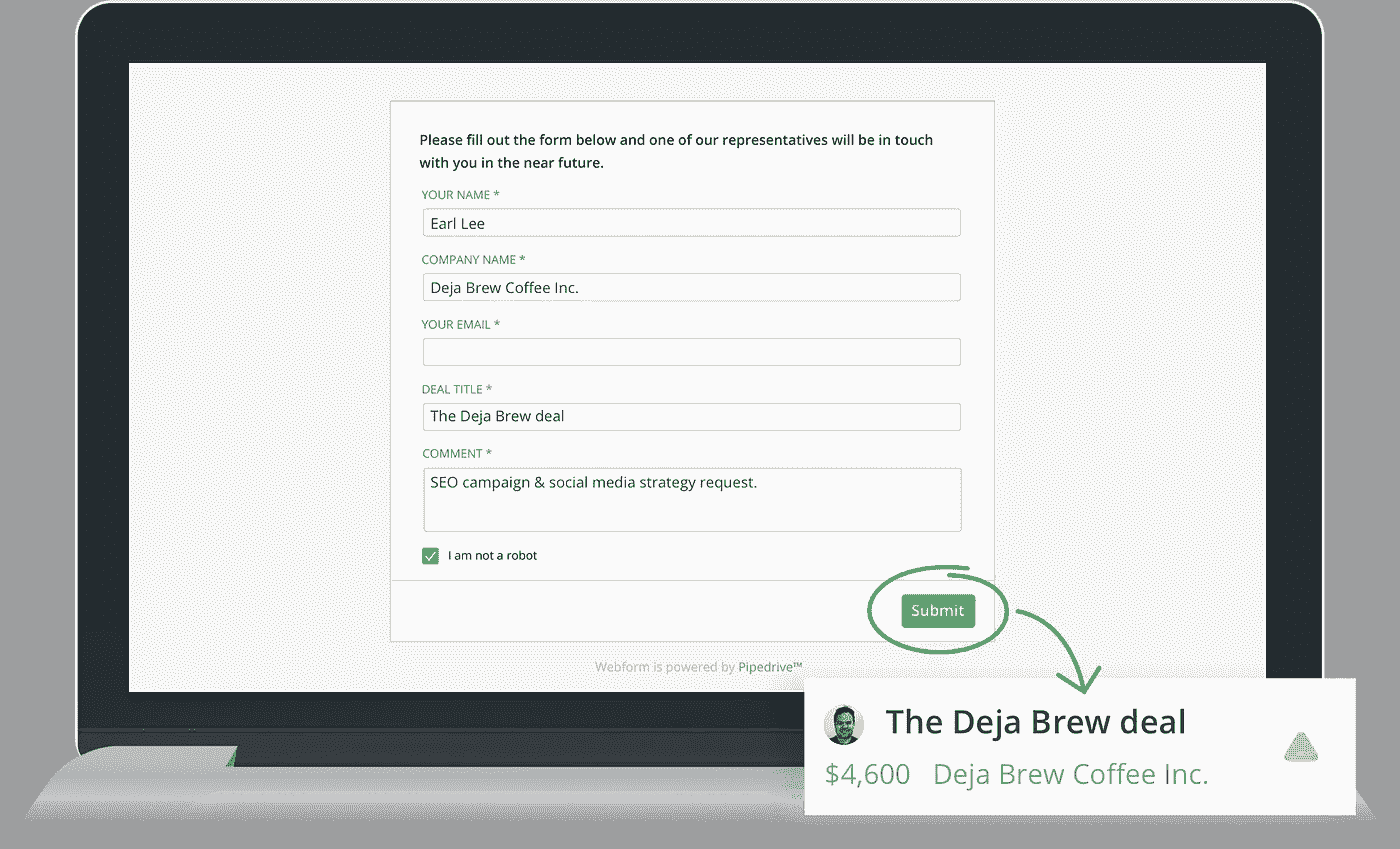 Please fill out the form below and one of our representatives will be in touch
with you in the near future.
YOUR NAME *
Earl Lee
COMPANY NAME *
Deja Brew Coffee Inc.
YOUR EMAIL *
DEAL TITLE *
The Deja Brew deal
COMMENT *
SEO campaign & social media strategy request.
I am not a robot
Submit
Webform is powered by Pipedrive™
The Deja Brew deal
$4,600 Deja Brew Coffee Inc.